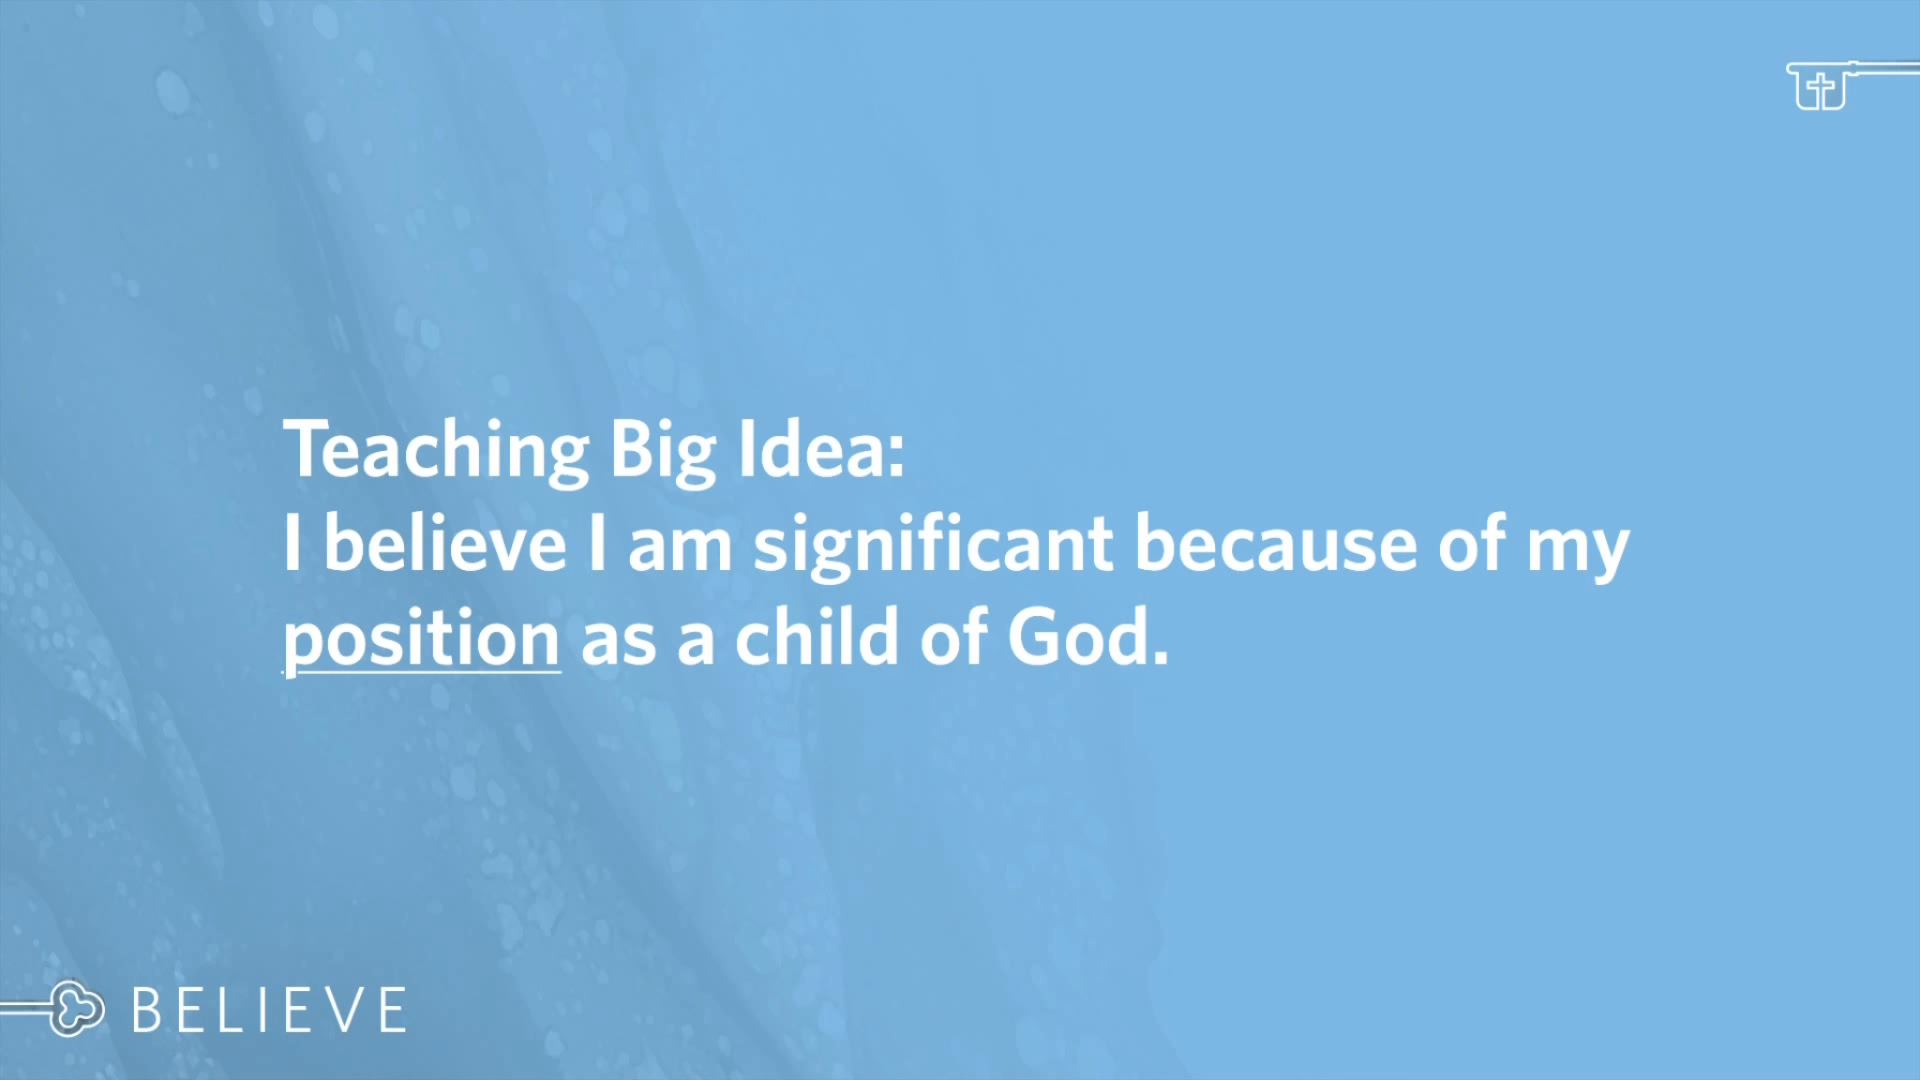 Teaching Big Idea:
I believe I am significant because of my
position as a child of God.
BELIEVE